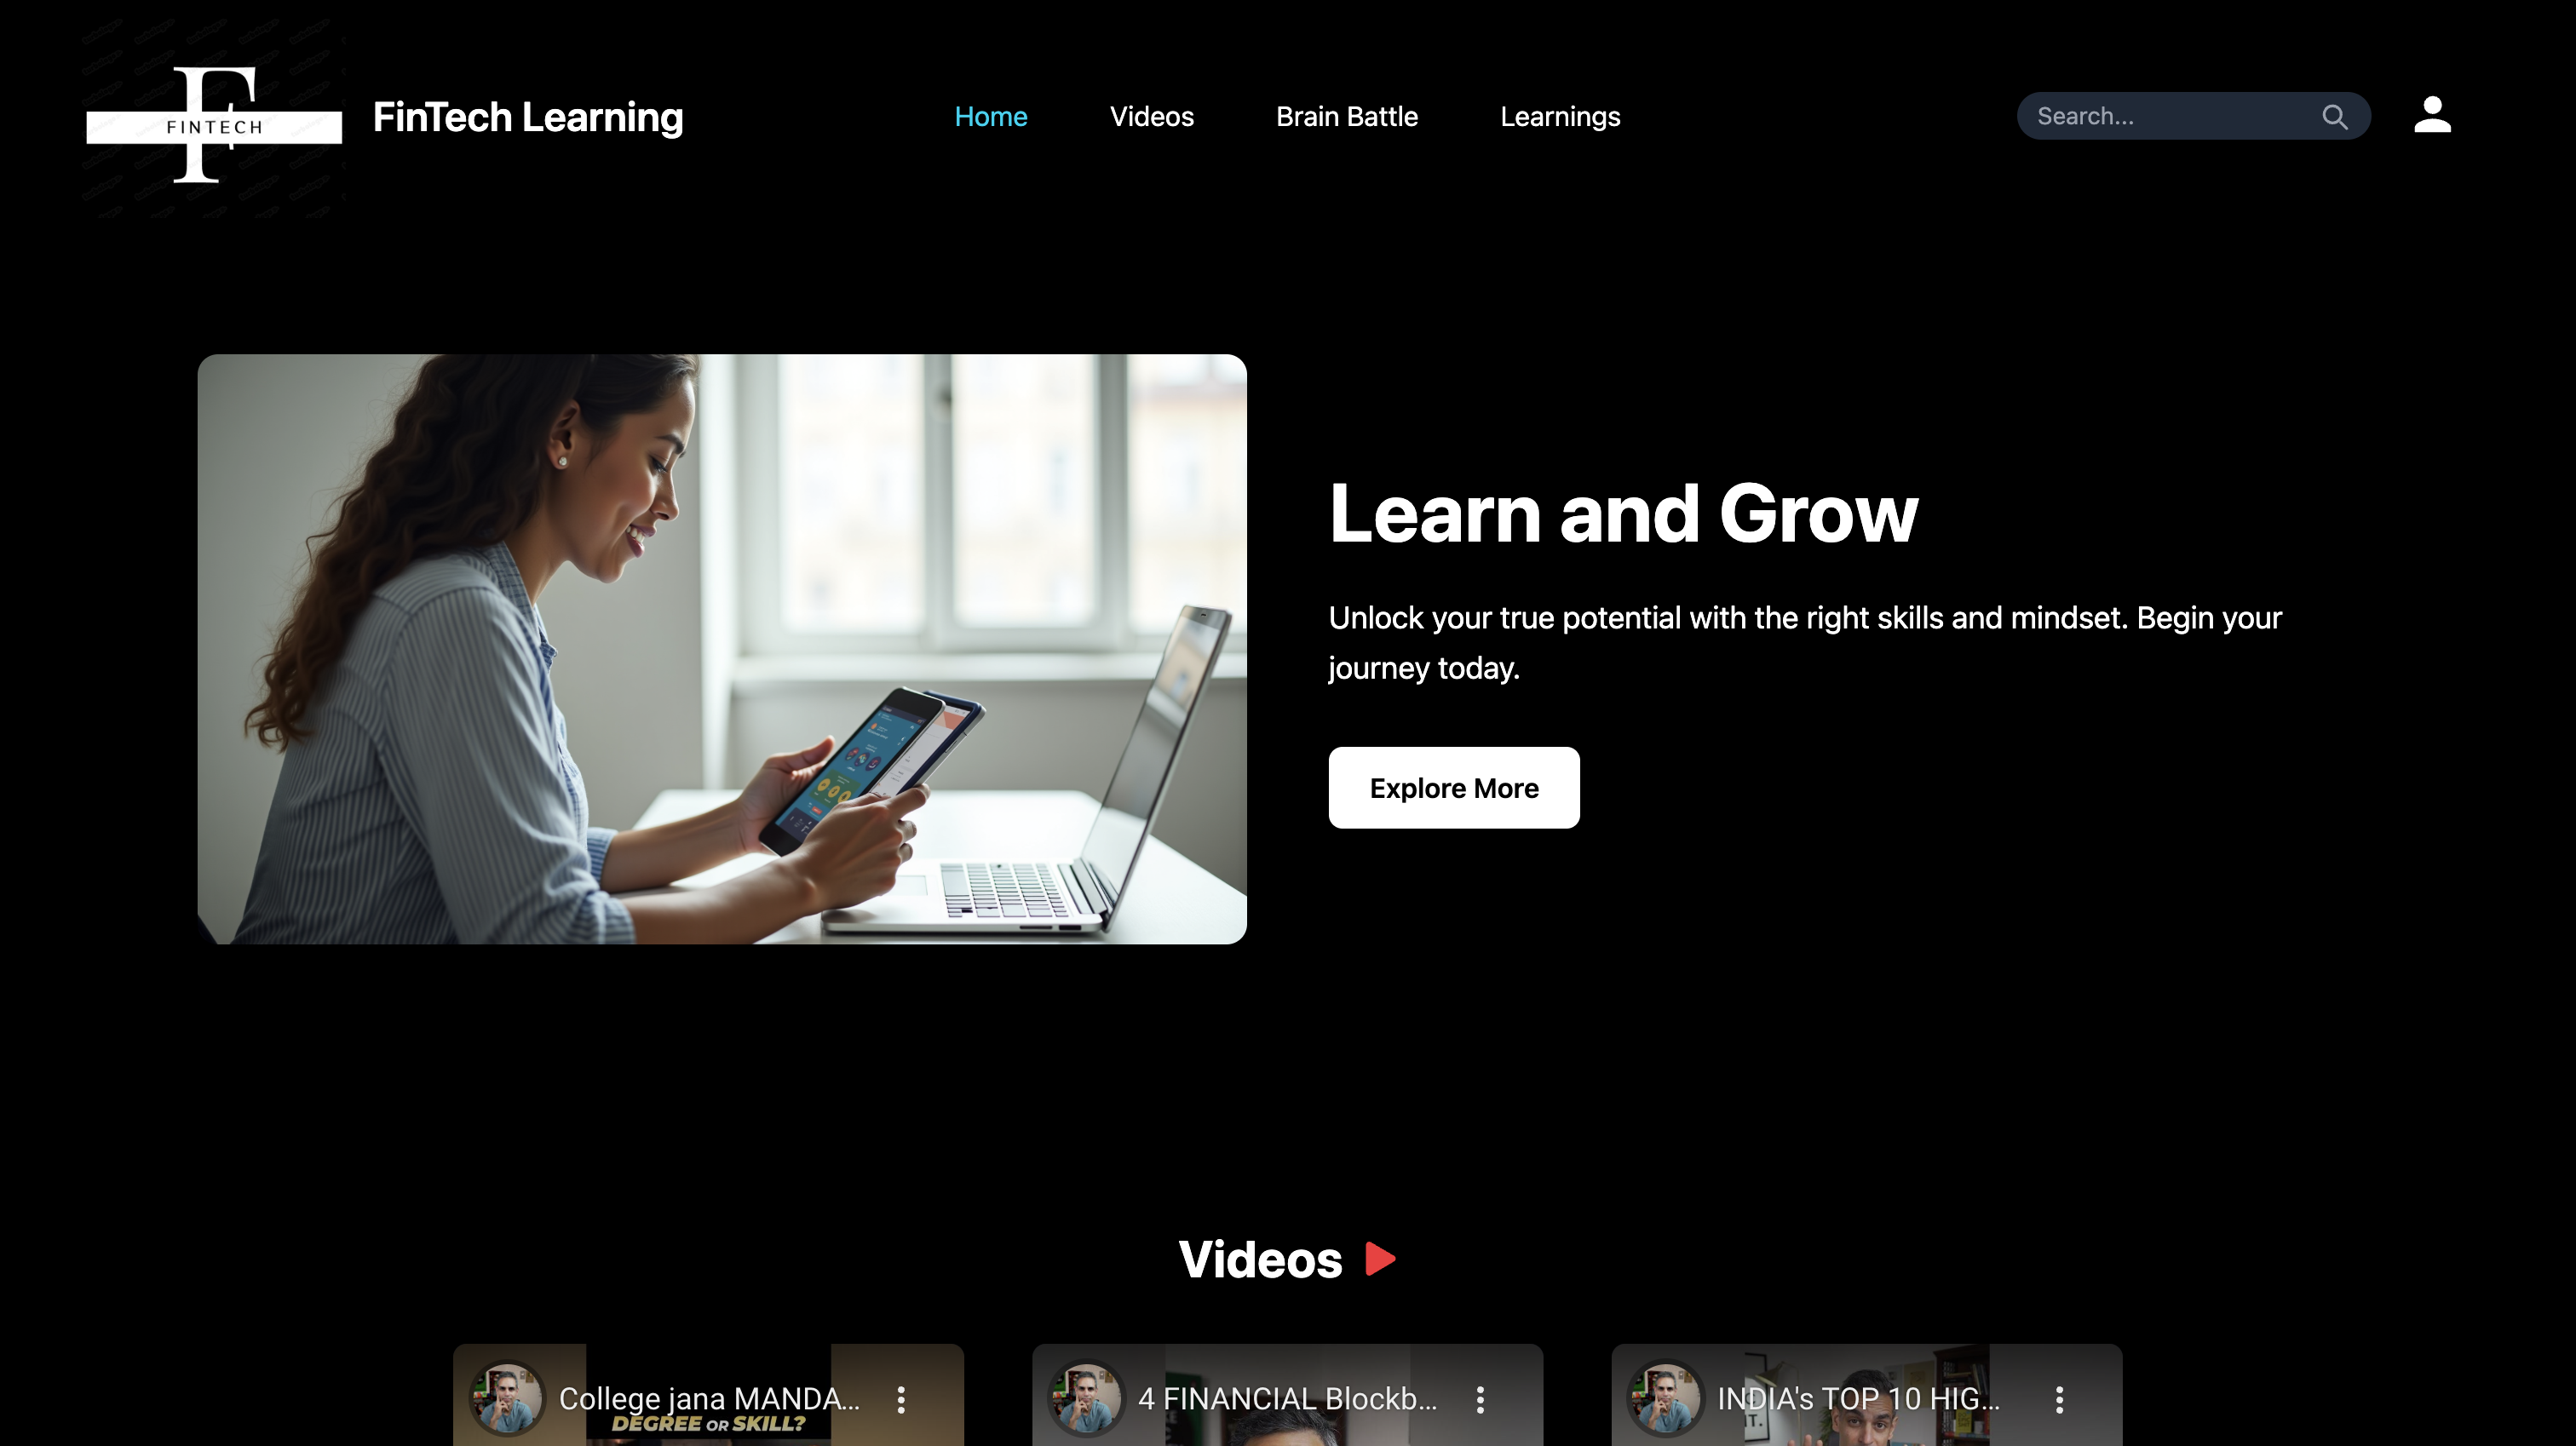 FINTECH
FinTech Learning
Home
Videos
Brain Battle
Learnings
Search...
Learn and Grow
Unlock your true potential with the right skills and mindset. Begin your
journey today.
Explore More
Videos
College jana MANDA...
DEGREE OR SKILL?
4 FINANCIAL Blockb...
INDIA's TOP 10 HIG...
IT.